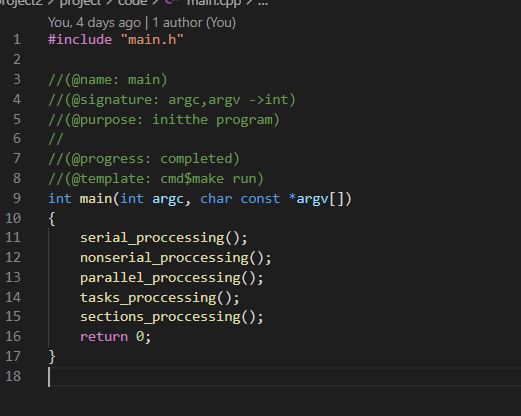 project2 > project > code > main.cpp > ...
You, 4 days ago | 1 author (You)
1 #include "main.h"
2
3 //(@name: main)
4 //(@signature: argc,argv ->int)
5 //(@purpose: initthe program)
6 //
7 //(@progress: completed)
8 //(@template: cmd$make run)
9 int main(int argc, char const *argv[])
10 {
11     serial_proccessing();
12     nonserial_proccessing();
13     parallel_proccessing();
14     tasks_proccessing();
15     sections_proccessing();
16     return 0;
17 }
18